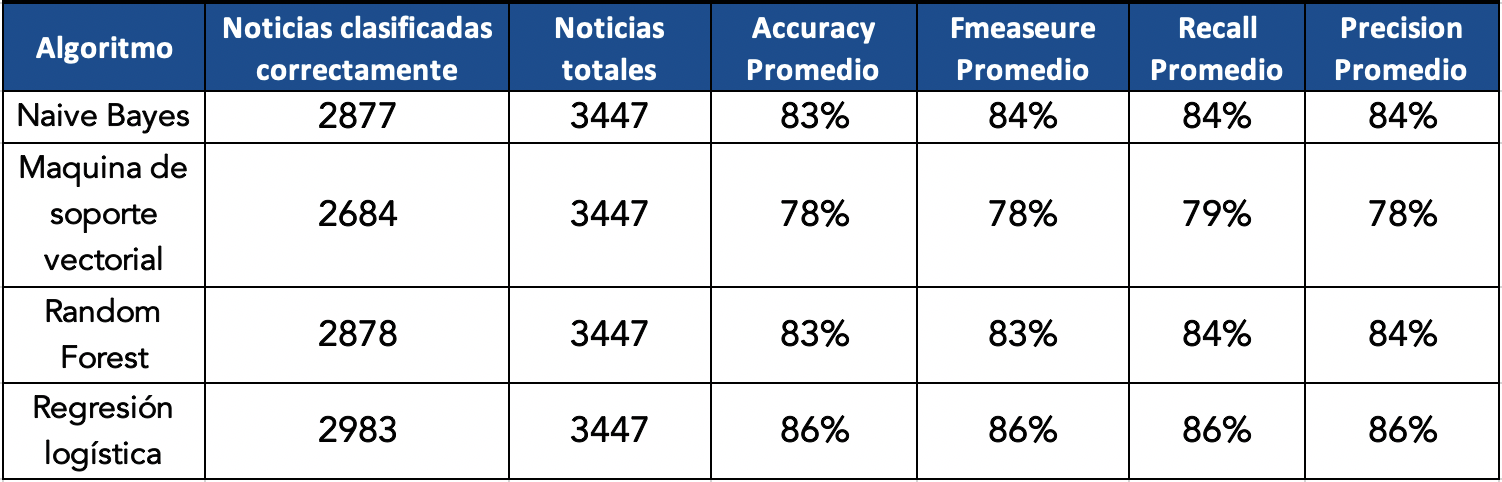 Algoritmo
Noticias clasificadas
correctamente
Noticias
totales
Accuracy
Promedio
Fmeaseure
Promedio
Recall
Promedio
Precision
Promedio
Naive Bayes
2877
3447
83%
84%
84%
84%
Maquina de
soporte
vectorial
2684
3447
78%
78%
79%
78%
Random
Forest
2878
3447
83%
83%
84%
84%
Regresión
logística
2983
3447
86%
86%
86%
86%